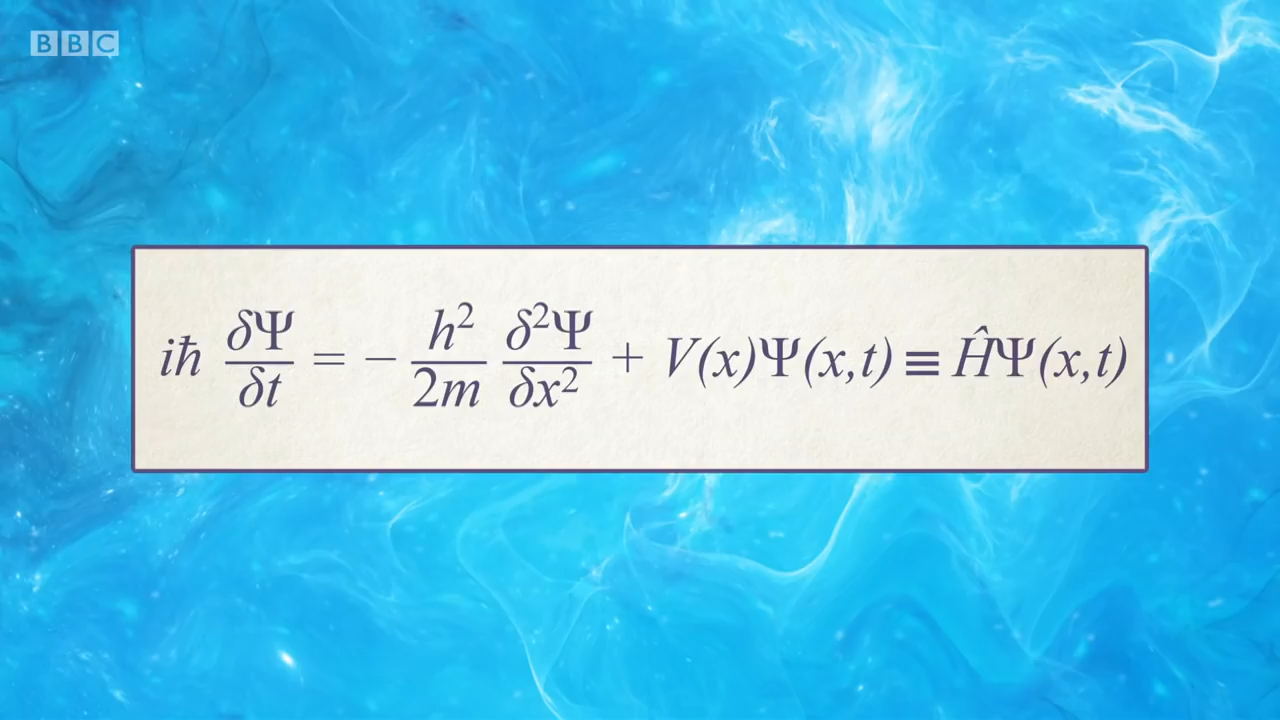 BBC
iħ δΨ/δt = − h²/2m δ²Ψ/δx² + V(x)Ψ(x,t) ≡ ĤΨ(x,t)